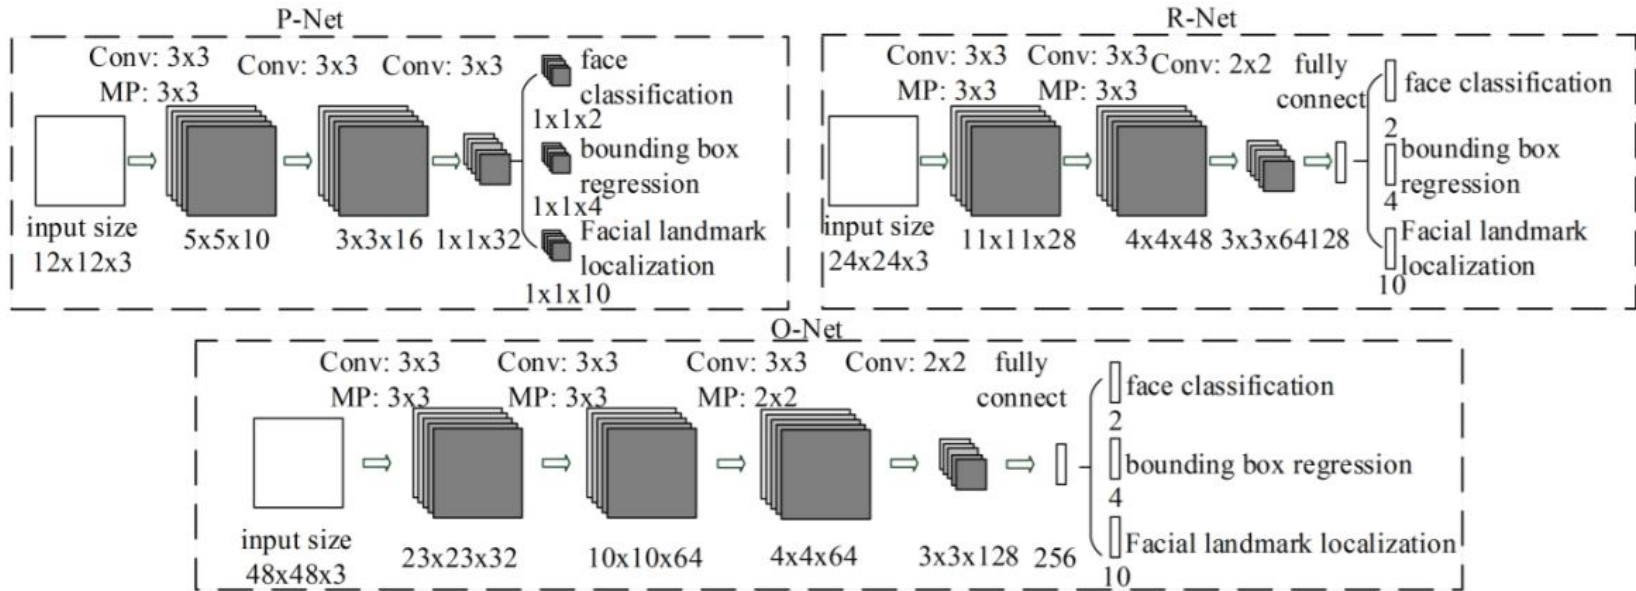 P-Net
Conv: 3x3
MP: 3x3
Conv: 3x3
Conv: 3x3
input size
12x12x3
5x5x10
3x3x16
1x1x32
face
classification
1x1x2
bounding box
regression
1x1x4
Facial landmark
localization
1x1x10
R-Net
Conv: 3x3
MP: 3x3
Conv: 3x3
MP: 3x3
Conv: 2x2
fully
connect
input size
24x24x3
11x11x28
4x4x48
3x3x64
128
face classification
2
bounding box
regression
4
Facial landmark
localization
10
O-Net
Conv: 3x3
MP: 3x3
Conv: 3x3
MP: 3x3
Conv: 3x3
MP: 2x2
Conv: 2x2
fully
connect
input size
48x48x3
23x23x32
10x10x64
4x4x64
3x3x128
256
face classification
2
bounding box regression
4
Facial landmark localization
10